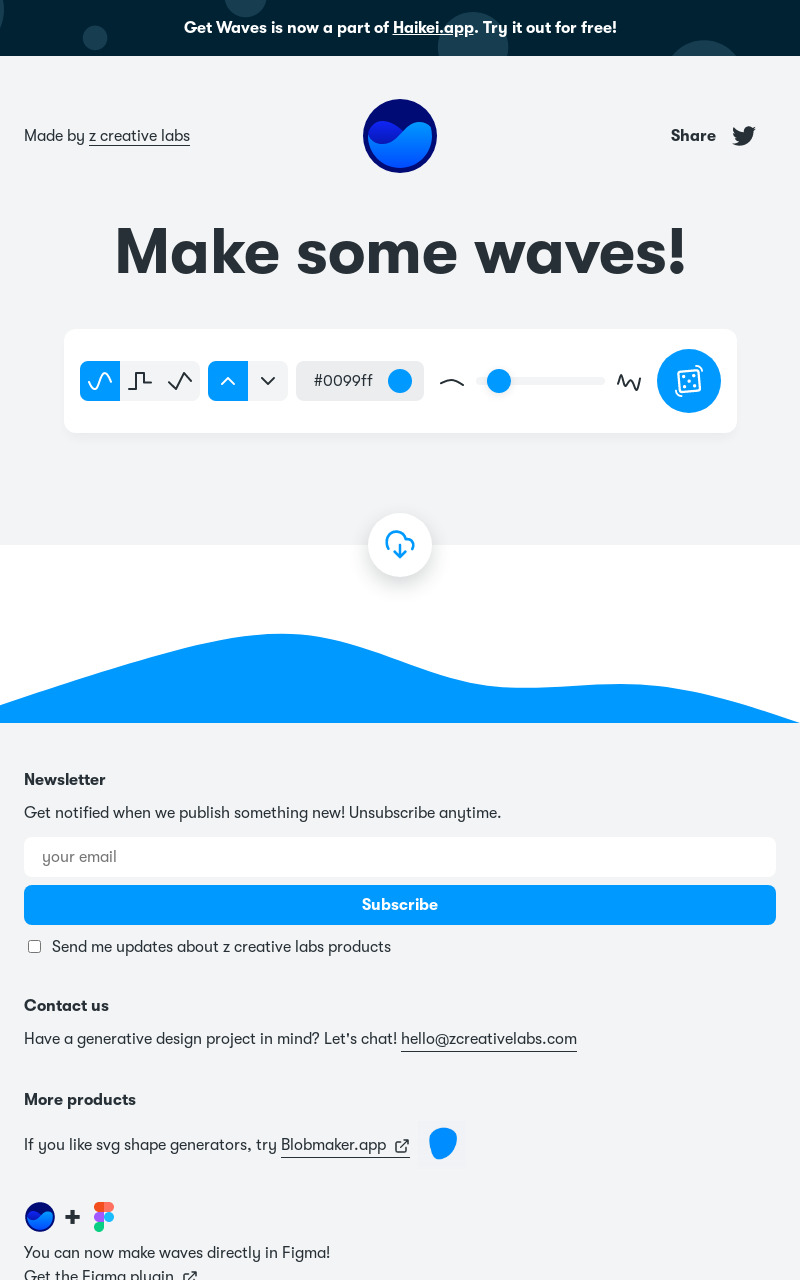 Get Waves is now a part of Haikei.app. Try it out for free!
Made by z creative labs
Share
Make some waves!
#0099ff
Newsletter
Get notified when we publish something new! Unsubscribe anytime.
your email
Subscribe
Send me updates about z creative labs products
Contact us
Have a generative design project in mind? Let's chat! hello@zcreativelabs.com
More products
If you like svg shape generators, try Blobmaker.app
+
You can now make waves directly in Figma!
Get the Figma plugin